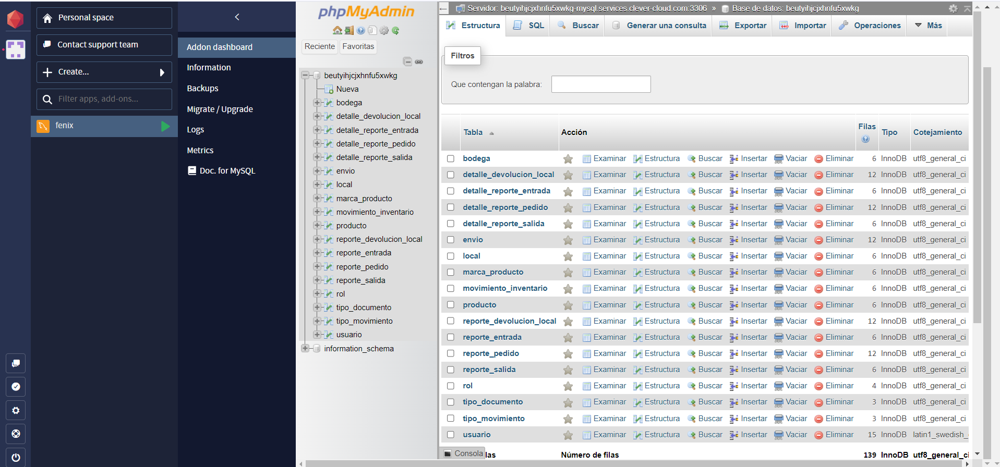 Personal space
Contact support team
Create...
Filter apps, add-ons...
fenix
Addon dashboard
Information
Backups
Migrate / Upgrade
Logs
Metrics
Doc. for MySQL
phpMyAdmin
Reciente Favoritas
beutyihjcjxhnfu5xwkg
Nueva
bodega
detalle_devolucion_local
detalle_reporte_entrada
detalle_reporte_pedido
detalle_reporte_salida
envio
local
marca_producto
movimiento_inventario
producto
reporte_devolucion_local
reporte_entrada
reporte_pedido
reporte_salida
rol
tipo_documento
tipo_movimiento
usuario
information_schema
Servidor: beutyihjcjxhnfu5xwkg-mysql.services.clever-cloud.com:3306 » Base de datos: beutyihjcjxhnfu5xwkg
Estructura SQL Buscar Generar una consulta Exportar Importar Operaciones Más
Filtros
Que contengan la palabra:
Tabla Acción Filas Tipo Cotejamiento
bodega Examinar Estructura Buscar Insertar Vaciar Eliminar 6 InnoDB utf8_general_ci
detalle_devolucion_local Examinar Estructura Buscar Insertar Vaciar Eliminar 12 InnoDB utf8_general_ci
detalle_reporte_entrada Examinar Estructura Buscar Insertar Vaciar Eliminar 6 InnoDB utf8_general_ci
detalle_reporte_pedido Examinar Estructura Buscar Insertar Vaciar Eliminar 12 InnoDB utf8_general_ci
detalle_reporte_salida Examinar Estructura Buscar Insertar Vaciar Eliminar 6 InnoDB utf8_general_ci
envio Examinar Estructura Buscar Insertar Vaciar Eliminar 12 InnoDB utf8_general_ci
local Examinar Estructura Buscar Insertar Vaciar Eliminar 6 InnoDB utf8_general_ci
marca_producto Examinar Estructura Buscar Insertar Vaciar Eliminar 6 InnoDB utf8_general_ci
movimiento_inventario Examinar Estructura Buscar Insertar Vaciar Eliminar 6 InnoDB utf8_general_ci
producto Examinar Estructura Buscar Insertar Vaciar Eliminar 6 InnoDB utf8_general_ci
reporte_devolucion_local Examinar Estructura Buscar Insertar Vaciar Eliminar 12 InnoDB utf8_general_ci
reporte_entrada Examinar Estructura Buscar Insertar Vaciar Eliminar 6 InnoDB utf8_general_ci
reporte_pedido Examinar Estructura Buscar Insertar Vaciar Eliminar 12 InnoDB utf8_general_ci
reporte_salida Examinar Estructura Buscar Insertar Vaciar Eliminar 6 InnoDB utf8_general_ci
rol Examinar Estructura Buscar Insertar Vaciar Eliminar 4 InnoDB utf8_general_ci
tipo_documento Examinar Estructura Buscar Insertar Vaciar Eliminar 3 InnoDB utf8_general_ci
tipo_movimiento Examinar Estructura Buscar Insertar Vaciar Eliminar 3 InnoDB utf8_general_ci
usuario Examinar Estructura Buscar Insertar Vaciar Eliminar 15 InnoDB latin1_swedish_
Consola las Número de filas 139 InnoDB utf8_general_ci